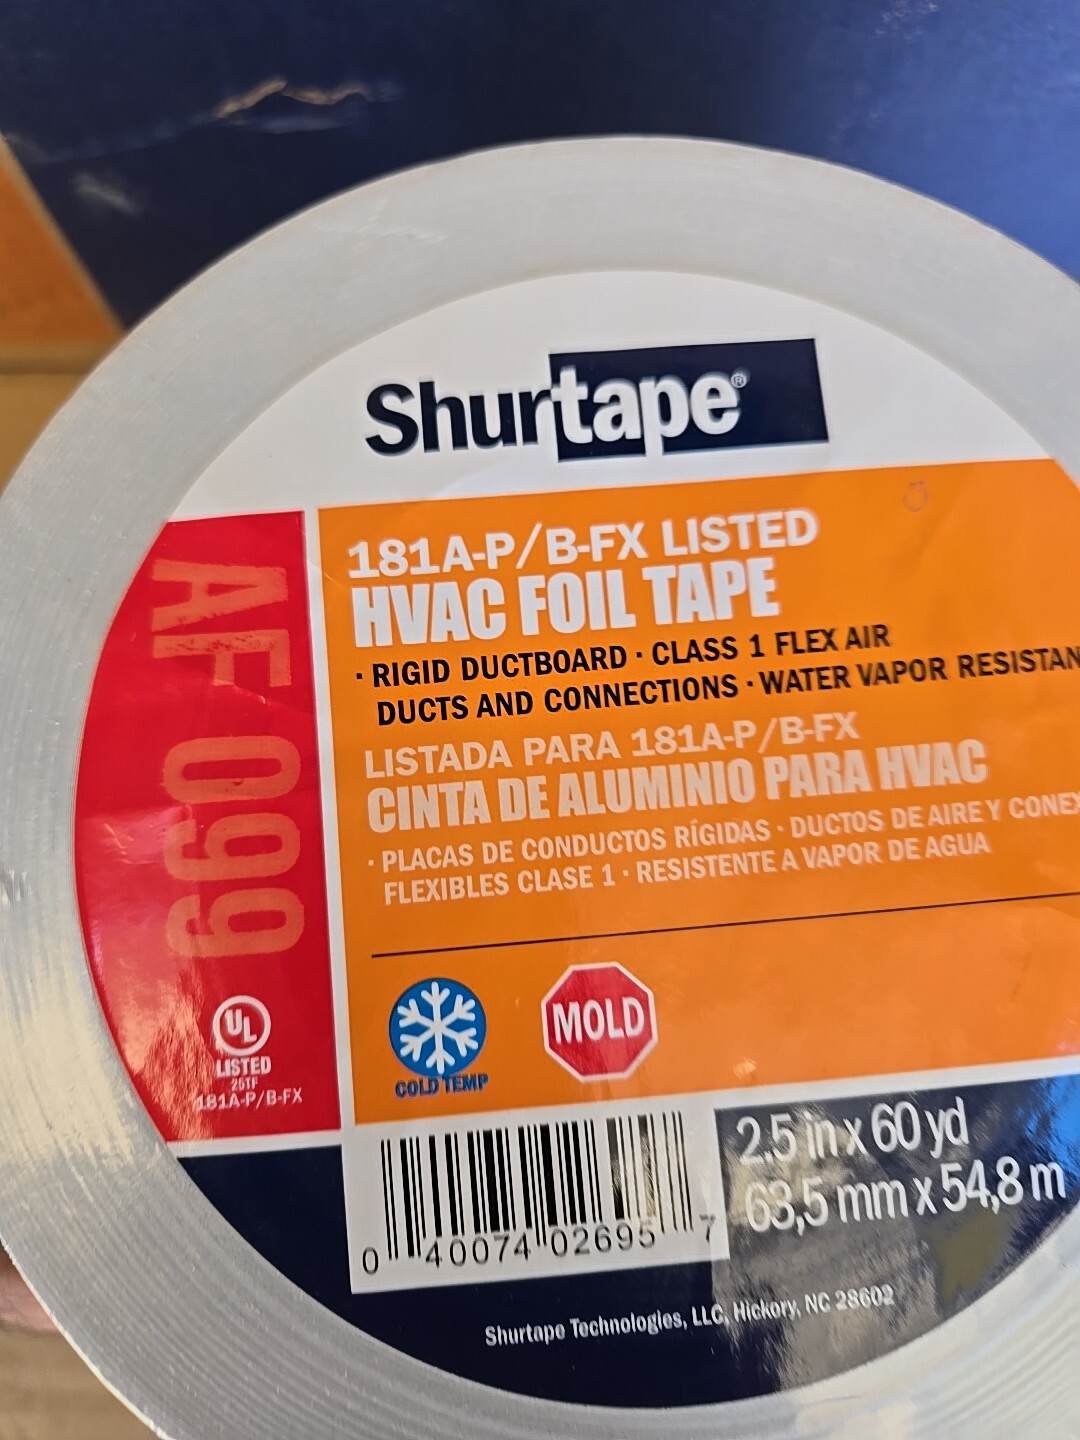 Shurtape®
181A-P/B-FX LISTED
HVAC FOIL TAPE
· RIGID DUCTBOARD · CLASS 1 FLEX AIR
DUCTS AND CONNECTIONS · WATER VAPOR RESISTAN
LISTADA PARA 181A-P/B-FX
CINTA DE ALUMINIO PARA HVAC
· PLACAS DE CONDUCTOS RÍGIDAS · DUCTOS DE AIRE Y CONEX
FLEXIBLES CLASE 1 · RESISTENTE A VAPOR DE AGUA
AF 099
UL
LISTED
25TF
181A-P/B-FX
COLD TEMP
MOLD
0 40074 02695 7
2.5 in x 60 yd
63,5 mm x 54,8 m
Shurtape Technologies, LLC, Hickory, NC 28602